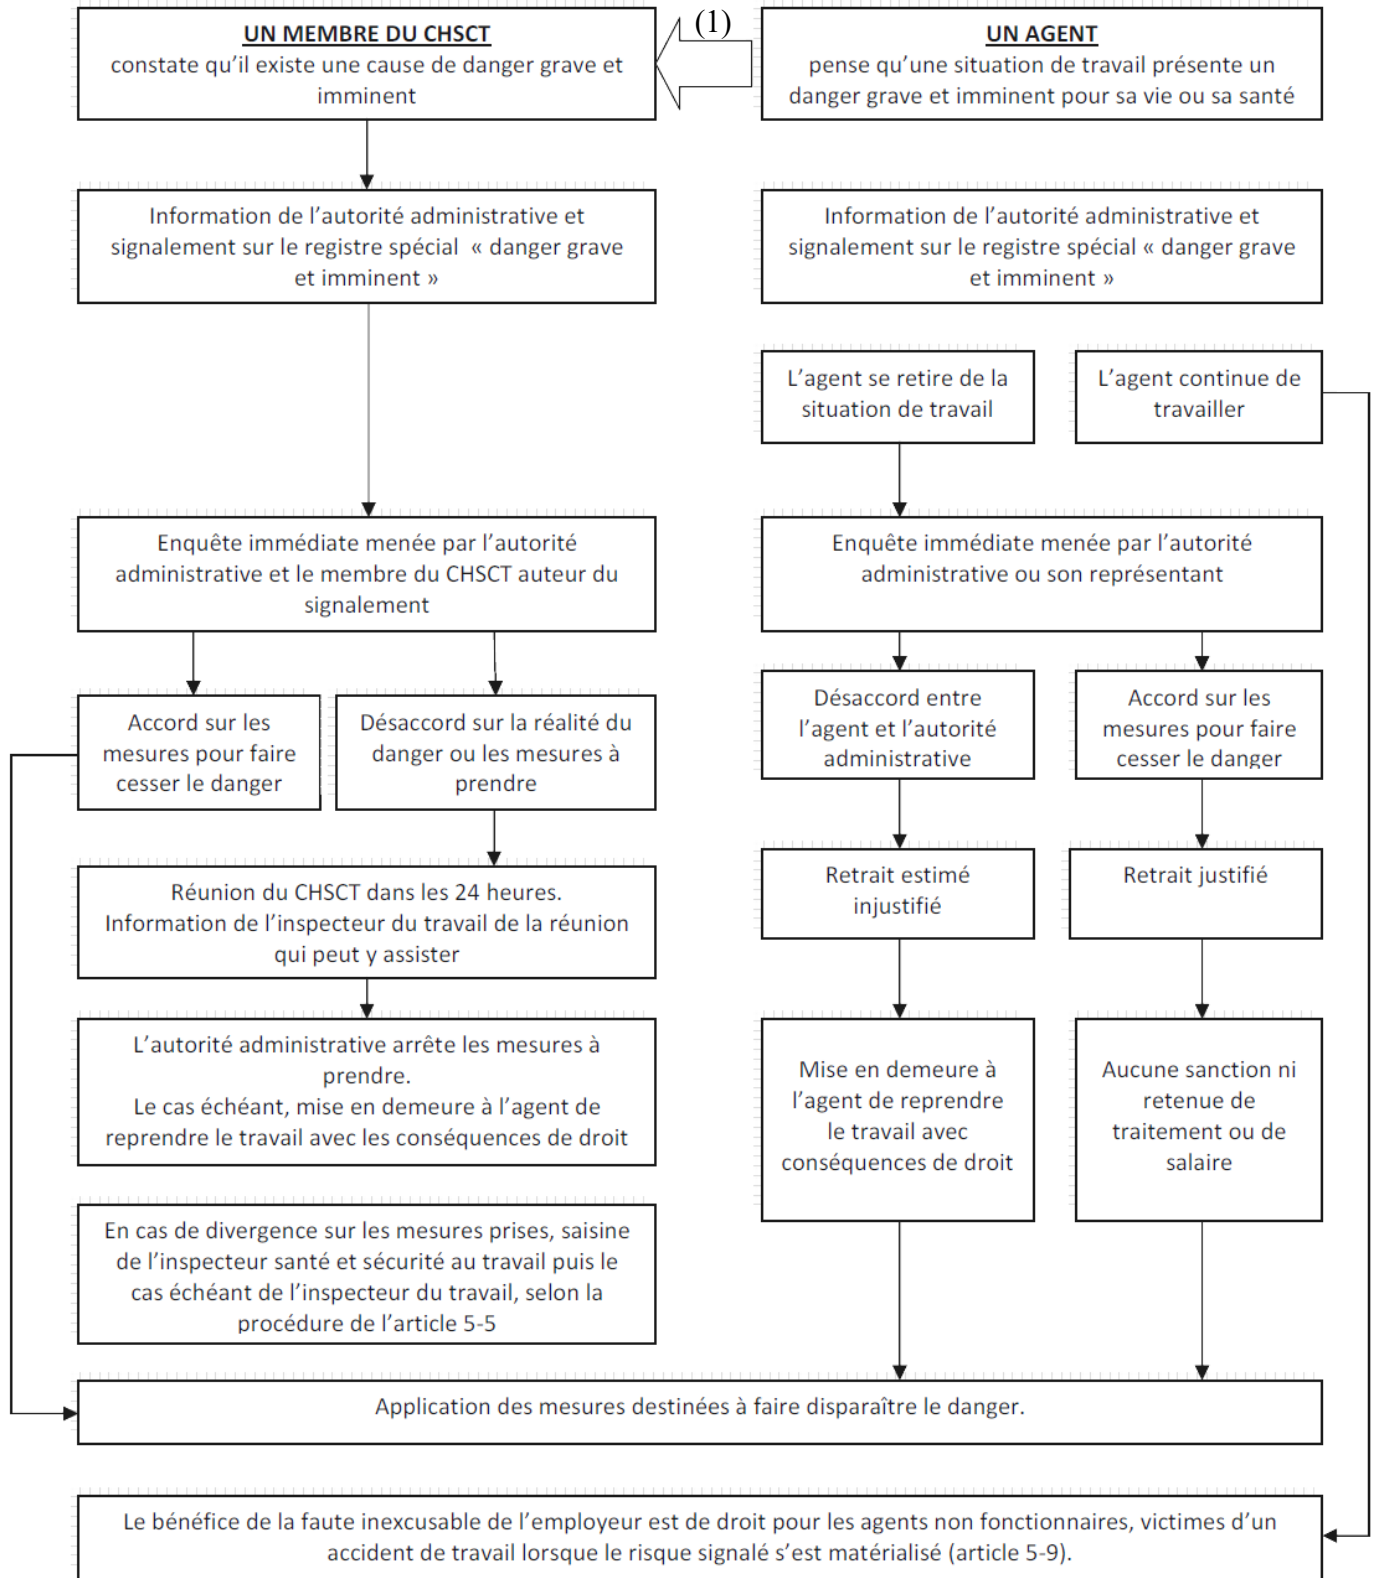 UN MEMBRE DU CHSCT
constate qu'il existe une cause de danger grave et
imminent
(1)
UN AGENT
pense qu'une situation de travail présente un
danger grave et imminent pour sa vie ou sa santé
Information de l'autorité administrative et
signalement sur le registre spécial « danger grave
et imminent »
Information de l'autorité administrative et
signalement sur le registre spécial « danger grave
et imminent »
L'agent se retire de la
situation de travail
L'agent continue de
travailler
Enquête immédiate menée par l'autorité
administrative et le membre du CHSCT auteur du
signalement
Enquête immédiate menée par l'autorité
administrative ou son représentant
Accord sur les
mesures pour faire
cesser le danger
Désaccord sur la réalité du
danger ou les mesures à
prendre
Désaccord entre
l'agent et l'autorité
administrative
Accord sur les
mesures pour faire
cesser le danger
Retrait estimé
injustifié
Retrait justifié
Réunion du CHSCT dans les 24 heures.
Information de l'inspecteur du travail de la réunion
qui peut y assister
L'autorité administrative arrête les mesures à
prendre.
Le cas échéant, mise en demeure à l'agent de
reprendre le travail avec les conséquences de droit
Mise en demeure à
l'agent de reprendre
le travail avec
conséquences de droit
Aucune sanction ni
retenue de
traitement ou de
salaire
En cas de divergence sur les mesures prises, saisine
de l'inspecteur santé et sécurité au travail puis le
cas échéant de l'inspecteur du travail, selon la
procédure de l'article 5-5
Application des mesures destinées à faire disparaître le danger.
Le bénéfice de la faute inexcusable de l'employeur est de droit pour les agents non fonctionnaires, victimes d'un
accident de travail lorsque le risque signalé s'est matérialisé (article 5-9).